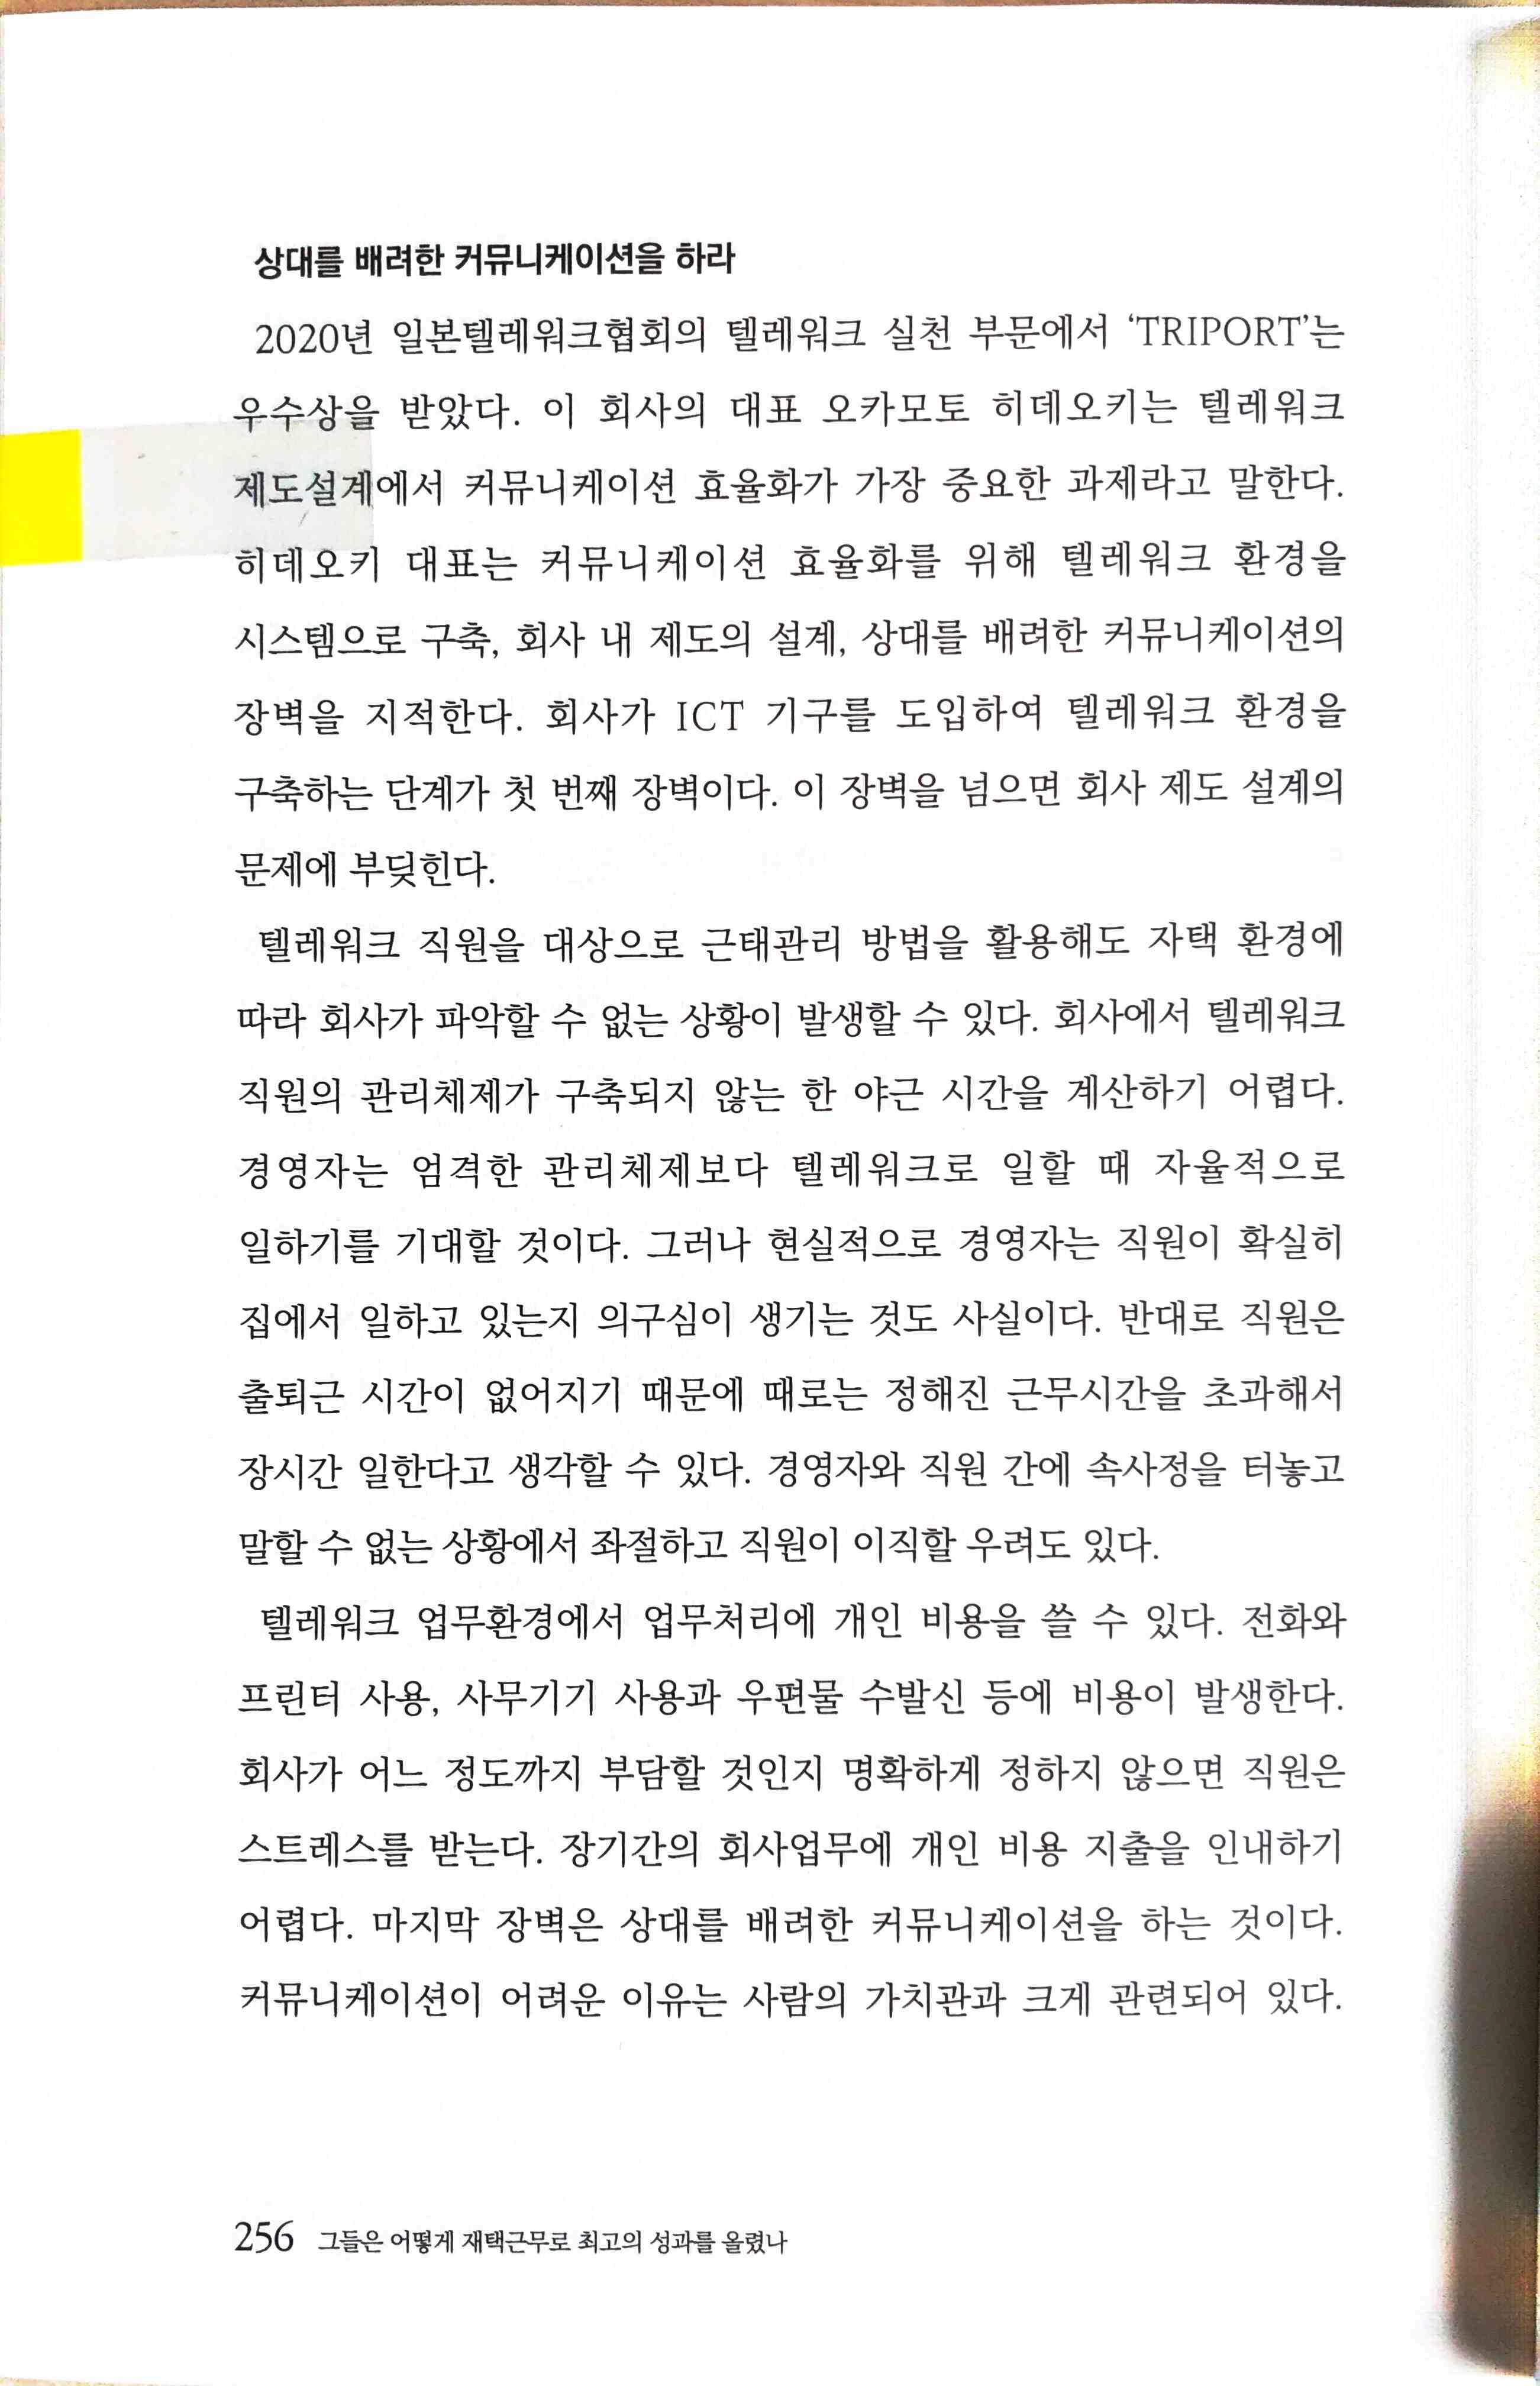 상대를 배려한 커뮤니케이션을 하라
2020년 일본텔레워크협회의 텔레워크 실천 부문에서 ‘TRIPORT’는
우수상을 받았다. 이 회사의 대표 오카모토 히데오키는 텔레워크
제도설계에서 커뮤니케이션 효율화가 가장 중요한 과제라고 말한다.
히데오키 대표는 커뮤니케이션 효율화를 위해 텔레워크 환경을
시스템으로 구축, 회사 내 제도의 설계, 상대를 배려한 커뮤니케이션의
장벽을 지적한다. 회사가 ICT 기구를 도입하여 텔레워크 환경을
구축하는 단계가 첫 번째 장벽이다. 이 장벽을 넘으면 회사 제도 설계의
문제에 부딪힌다.
텔레워크 직원을 대상으로 근태관리 방법을 활용해도 자택 환경에
따라 회사가 파악할 수 없는 상황이 발생할 수 있다. 회사에서 텔레워크
직원의 관리체제가 구축되지 않는 한 야근 시간을 계산하기 어렵다.
경영자는 엄격한 관리체제보다 텔레워크로 일할 때 자율적으로
일하기를 기대할 것이다. 그러나 현실적으로 경영자는 직원이 확실히
집에서 일하고 있는지 의구심이 생기는 것도 사실이다. 반대로 직원은
출퇴근 시간이 없어지기 때문에 때로는 정해진 근무시간을 초과해서
장시간 일한다고 생각할 수 있다. 경영자와 직원 간에 속사정을 터놓고
말할 수 없는 상황에서 좌절하고 직원이 이직할 우려도 있다.
텔레워크 업무환경에서 업무처리에 개인 비용을 쓸 수 있다. 전화와
프린터 사용, 사무기기 사용과 우편물 수발신 등에 비용이 발생한다.
회사가 어느 정도까지 부담할 것인지 명확하게 정하지 않으면 직원은
스트레스를 받는다. 장기간의 회사업무에 개인 비용 지출을 인내하기
어렵다. 마지막 장벽은 상대를 배려한 커뮤니케이션을 하는 것이다.
커뮤니케이션이 어려운 이유는 사람의 가치관과 크게 관련되어 있다.
256 그들은 어떻게 재택근무로 최고의 성과를 올렸나